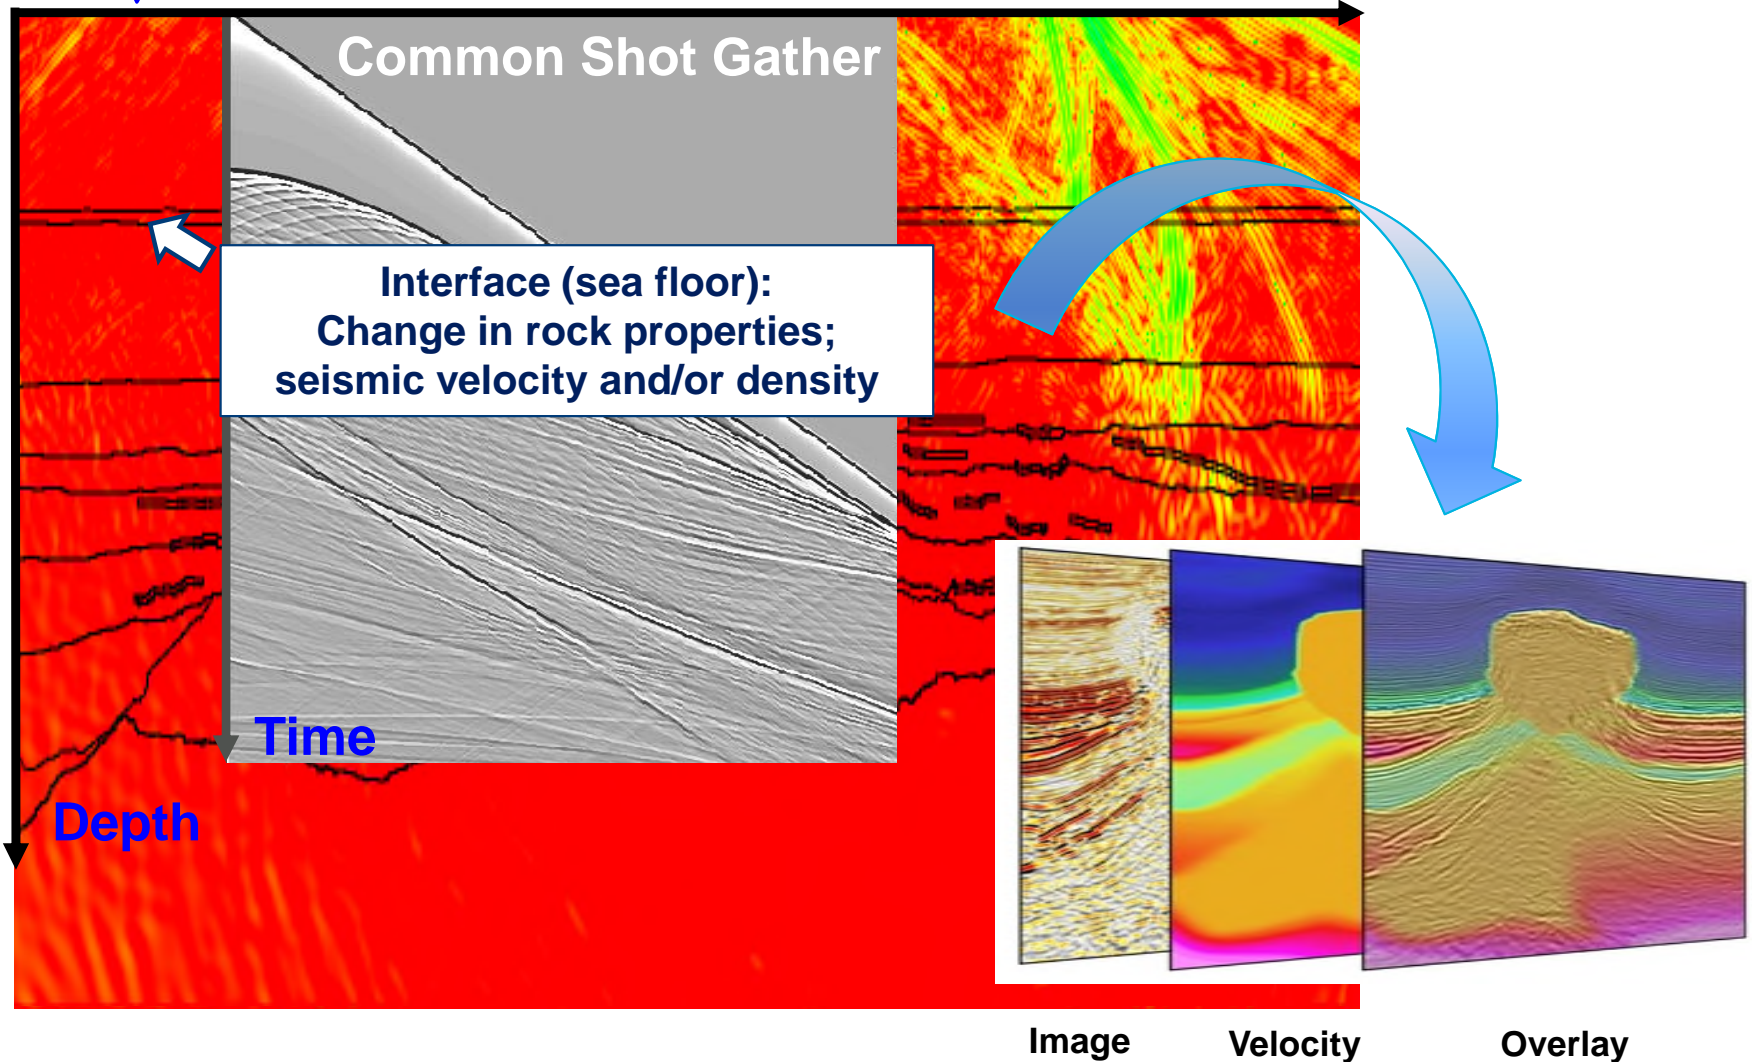 Common Shot Gather
Interface (sea floor):
Change in rock properties;
seismic velocity and/or density
Time
Depth
Image
Velocity
Overlay